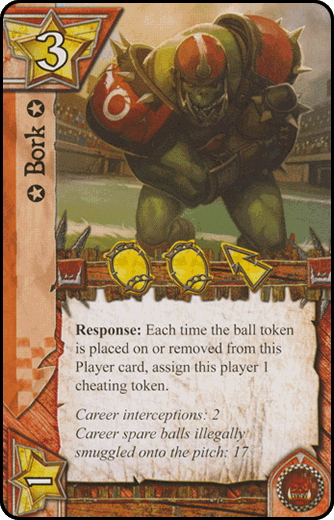 3
Bork
Response: Each time the ball token
is placed on or removed from this
Player card, assign this player 1
cheating token.
Career interceptions: 2
Career spare balls illegally
smuggled onto the pitch: 17
1